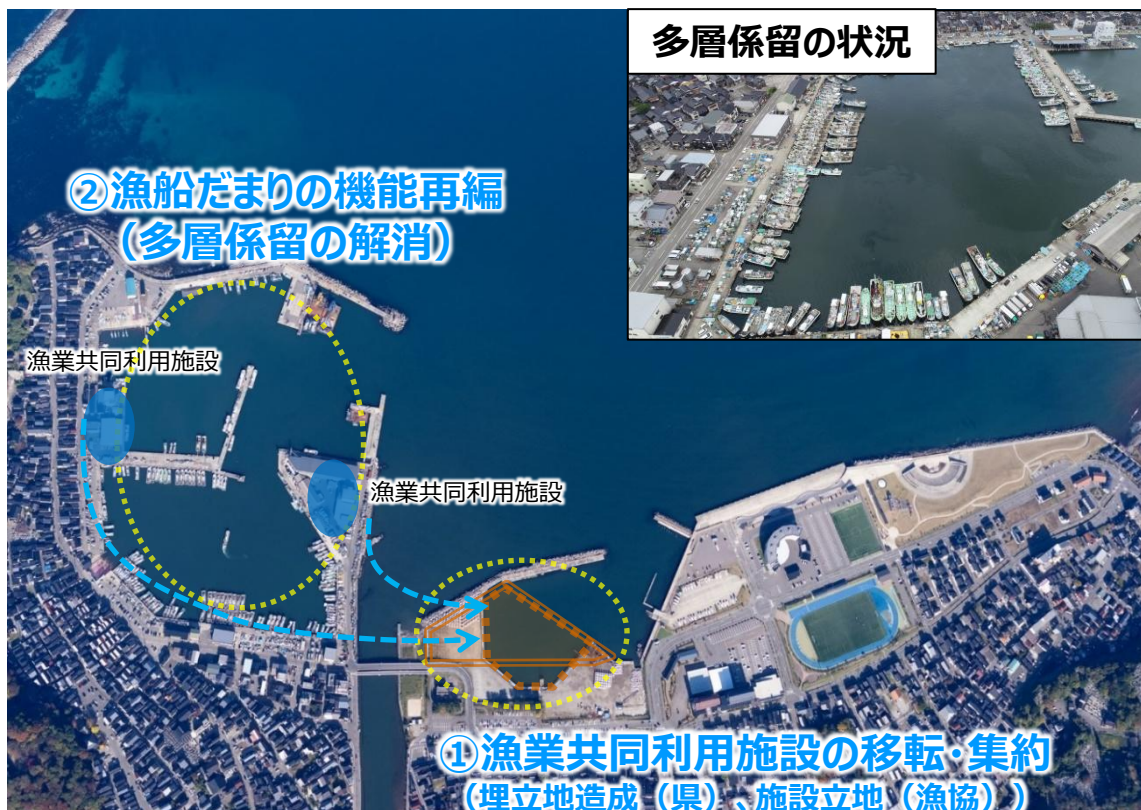 多層係留の状況
②漁船だまりの機能再編
（多層係留の解消）
漁業共同利用施設
漁業共同利用施設
①漁業共同利用施設の移転・集約
（埋立地造成（県）、施設立地（漁協））